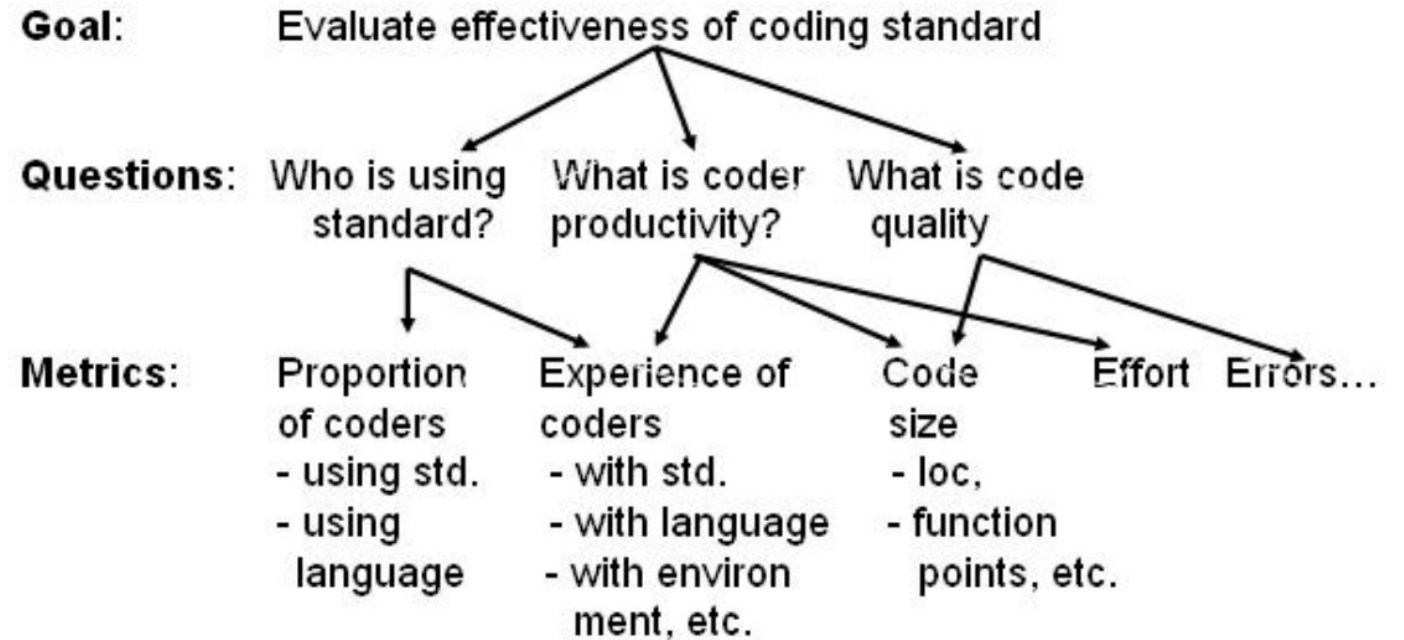 Goal: Evaluate effectiveness of coding standard
Questions: Who is using What is coder What is code
standard? productivity? quality
Metrics: Proportion Experience of Code Effort Errors...
of coders coders size
- using std. - with std. - loc,
- using - with language - function
language - with environ points, etc.
ment, etc.